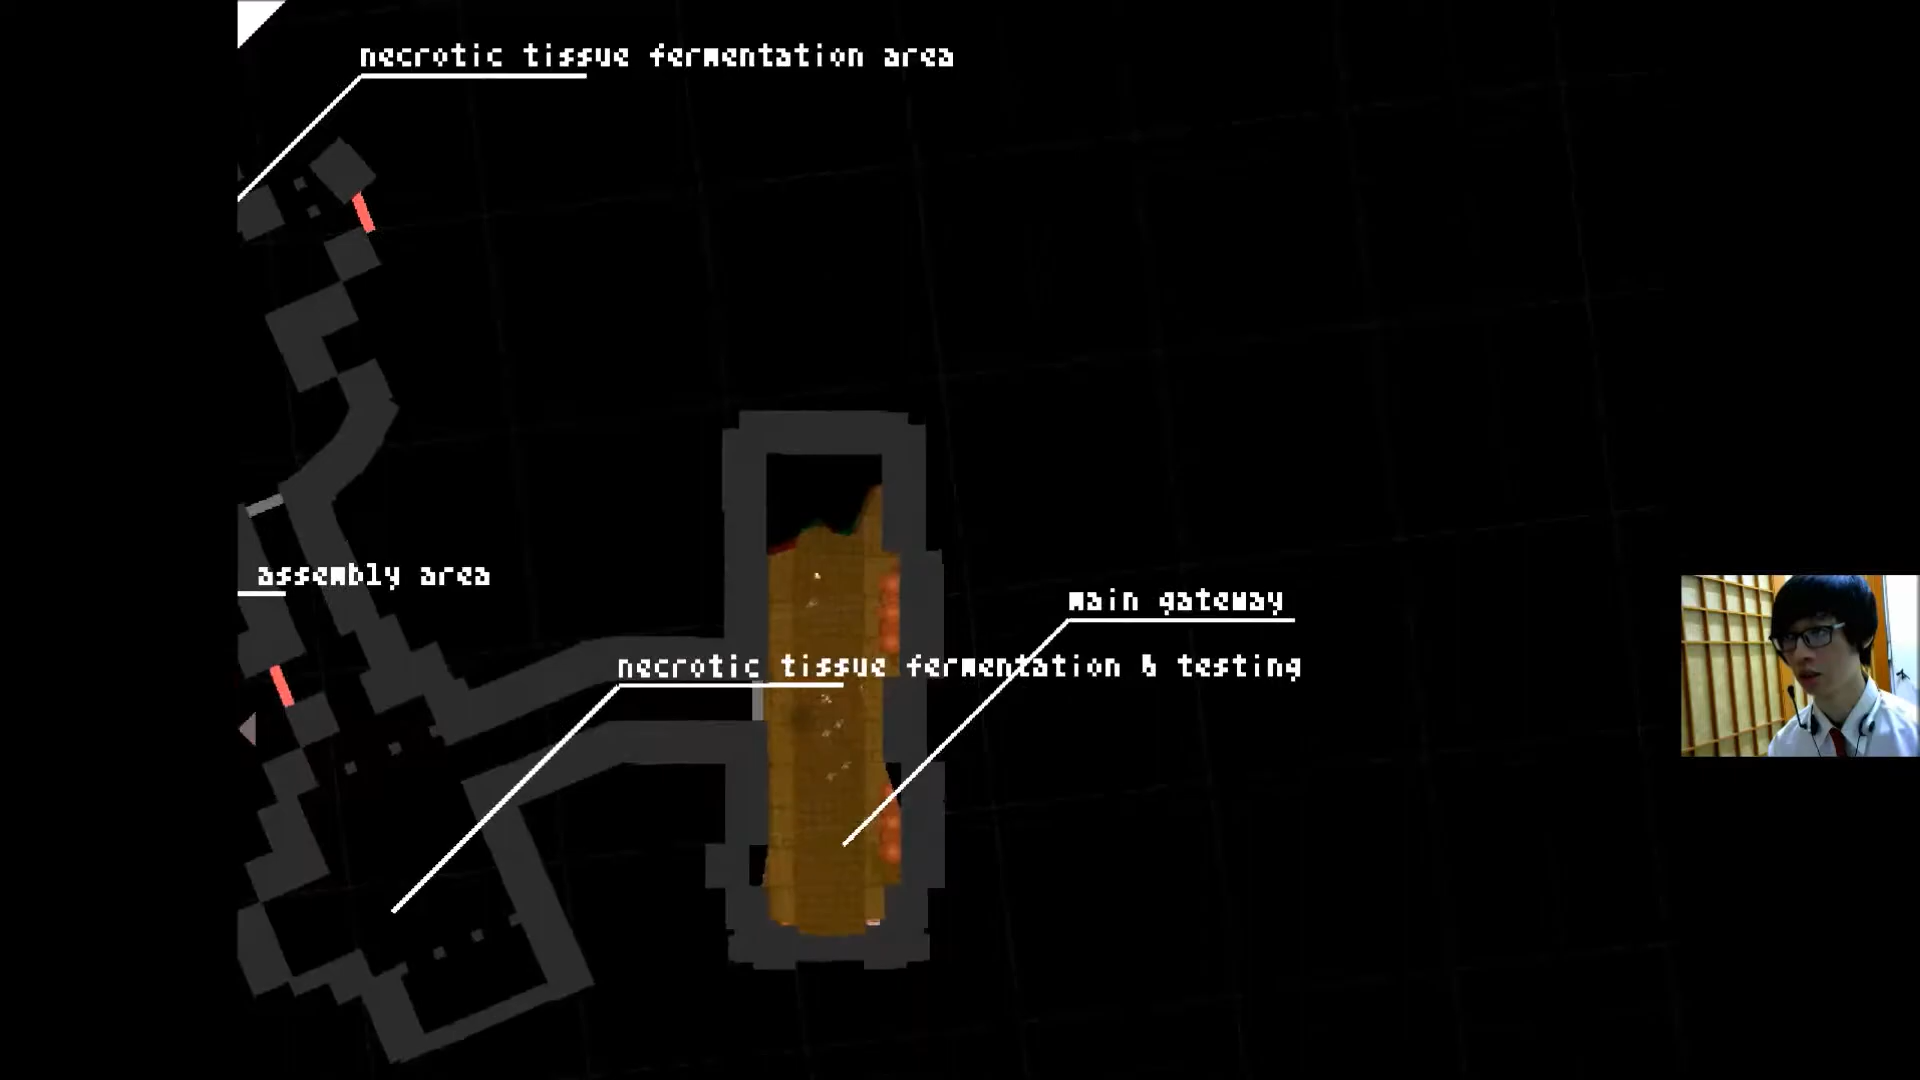 necrotic tissue fermentation area
assembly area
main gateway
necrotic tissue fermentation & testing